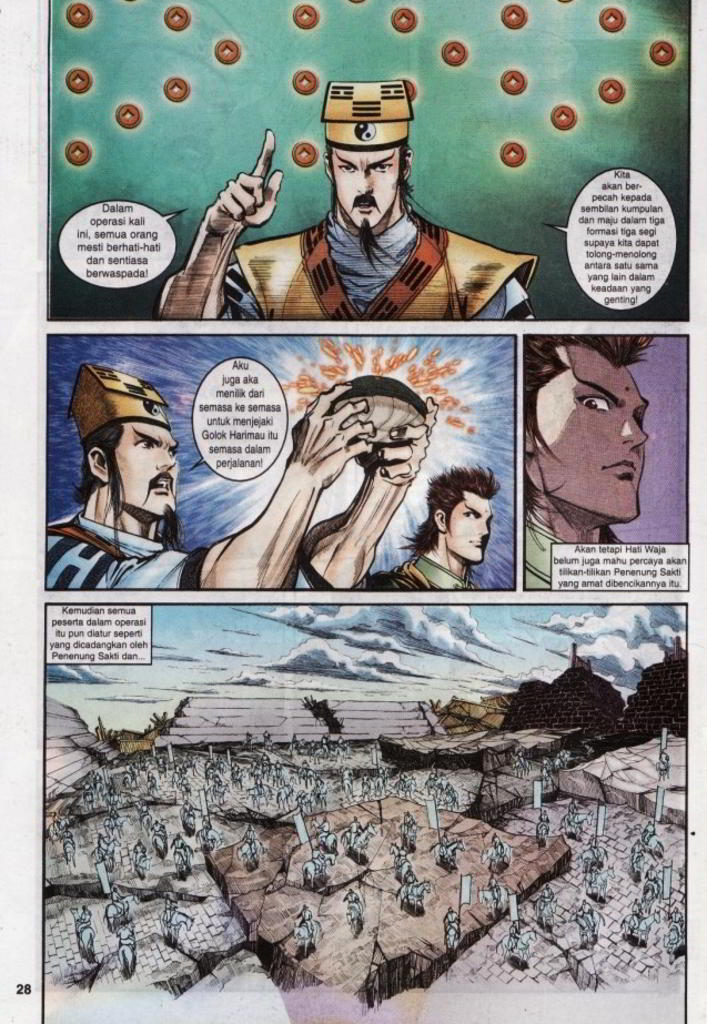 Dalam
operasi kali
ini, semua orang
mesti berhati-hati
dan sentiasa
berwaspada!
Kita
akan ber-
pecah kepada
sembilan kumpulan
dan maju dalam tiga
formasi tiga segi
supaya kita dapat
tolong-menolong
antara satu sama
yang lain dalam
keadaan yang
genting!
Aku
juga aka
menilik dari
semasa ke semasa
untuk menjejaki
Golok Harimau itu
semasa dalam
perjalanan!
Akan tetapi Hati Waja
belum juga mahu percaya akan
tilikan-tilikan Penenung Sakti
yang amat dibencikannya itu.
Kemudian semua
peserta dalam operasi
itu pun diatur seperti
yang dicadangkan oleh
Penenung Sakti dan...
28